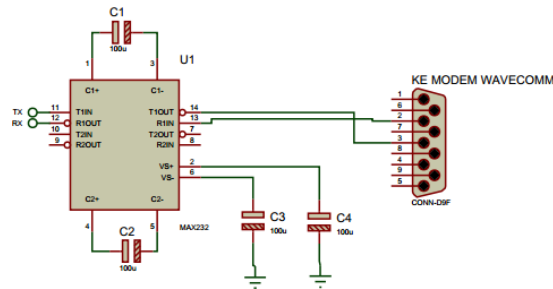 C1
100u
U1
1
3
C1+
C1-
TX
11
T1IN
T1OUT
14
RX
12
R1OUT
R1IN
13
10
T2IN
T2OUT
7
9
R2OUT
R2IN
8
VS+
2
VS-
6
C2+
C2-
4
5
MAX232
C2
100u
C3
100u
C4
100u
KE MODEM WAVECOMM
1
6
2
7
3
8
4
9
5
CONN-D9F